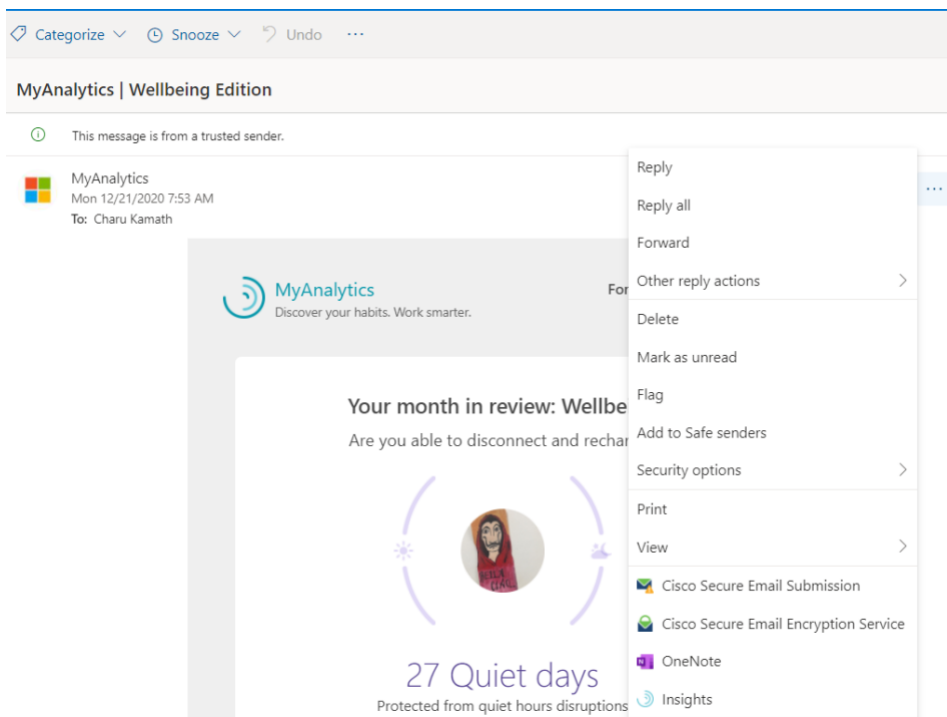 Categorize Snooze Undo ...
MyAnalytics | Wellbeing Edition
This message is from a trusted sender.
MyAnalytics
Mon 12/21/2020 7:53 AM
To: Charu Kamath
...
MyAnalytics
Discover your habits. Work smarter.
For
Your month in review: Wellbe
Are you able to disconnect and rechar
27 Quiet days
Protected from quiet hours disruptions
Reply
Reply all
Forward
Other reply actions
Delete
Mark as unread
Flag
Add to Safe senders
Security options
Print
View
Cisco Secure Email Submission
Cisco Secure Email Encryption Service
OneNote
Insights